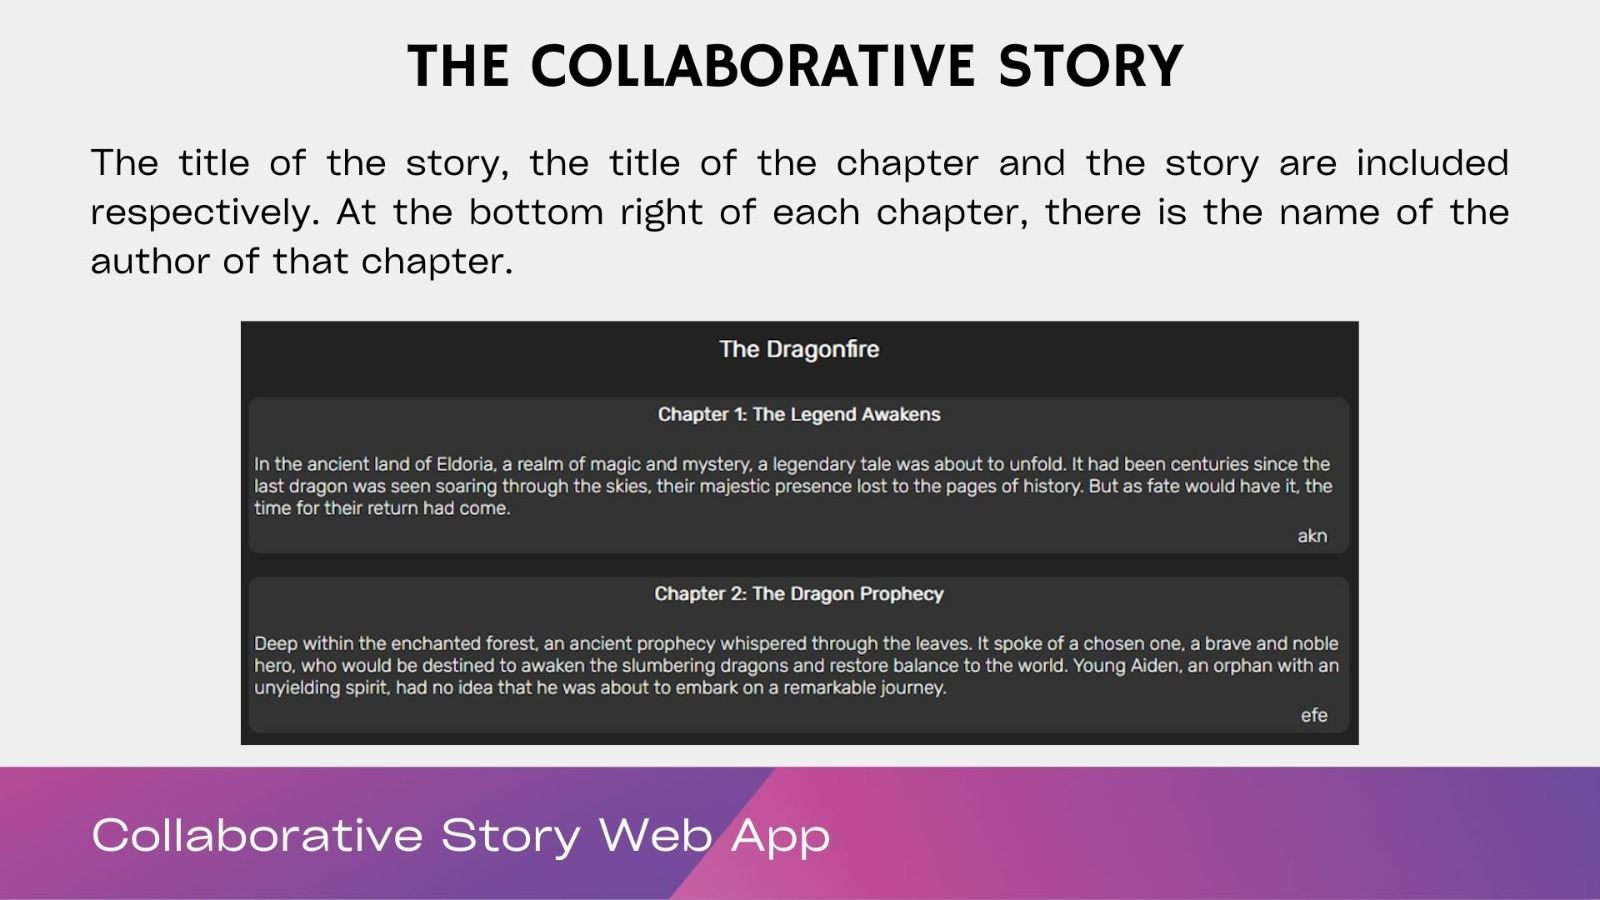 THE COLLABORATIVE STORY
The title of the story, the title of the chapter and the story are included
respectively. At the bottom right of each chapter, there is the name of the
author of that chapter.
The Dragonfire
Chapter 1: The Legend Awakens
In the ancient land of Eldoria, a realm of magic and mystery, a legendary tale was about to unfold. It had been centuries since the
last dragon was seen soaring through the skies, their majestic presence lost to the pages of history. But as fate would have it, the
time for their return had come.
akn
Chapter 2: The Dragon Prophecy
Deep within the enchanted forest, an ancient prophecy whispered through the leaves. It spoke of a chosen one, a brave and noble
hero, who would be destined to awaken the slumbering dragons and restore balance to the world. Young Aiden, an orphan with an
unyielding spirit, had no idea that he was about to embark on a remarkable journey.
efe
Collaborative Story Web App